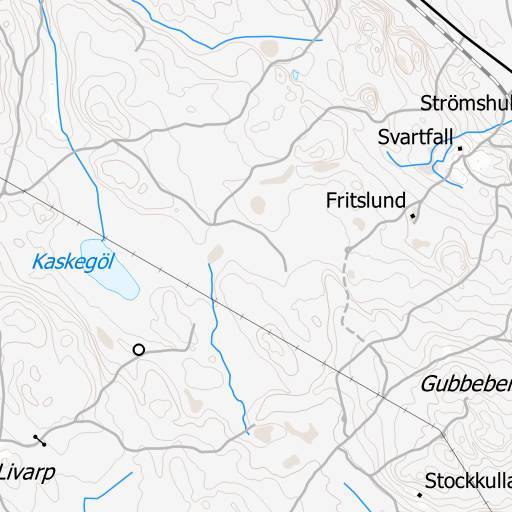 Strömshul
Svartfall
Fritslund
Kaskegöl
Gubbeber
Livarp
Stockkulla